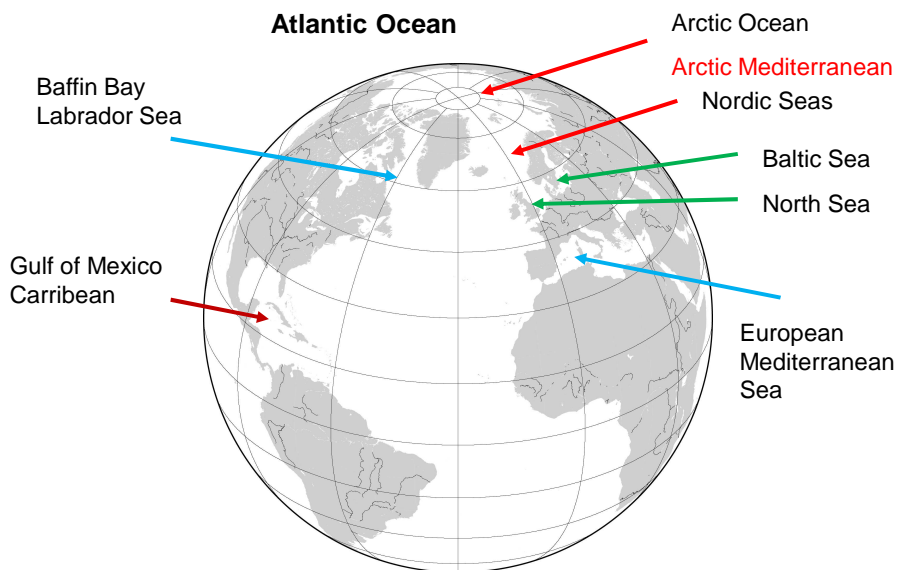 Atlantic Ocean
Arctic Ocean
Arctic Mediterranean
Nordic Seas
Baffin Bay
Labrador Sea
Baltic Sea
North Sea
Gulf of Mexico
Carribean
European
Mediterranean
Sea